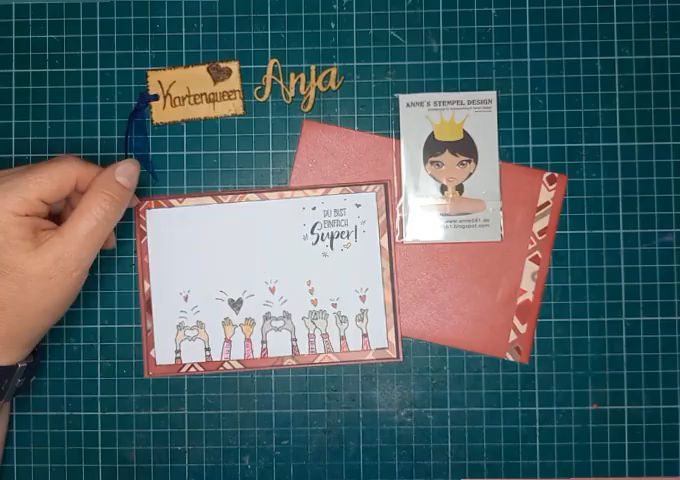 Kartenqueen
Anja
ANNE'S STEMPEL DESIGN
DU BIST
EINFACH
Super!